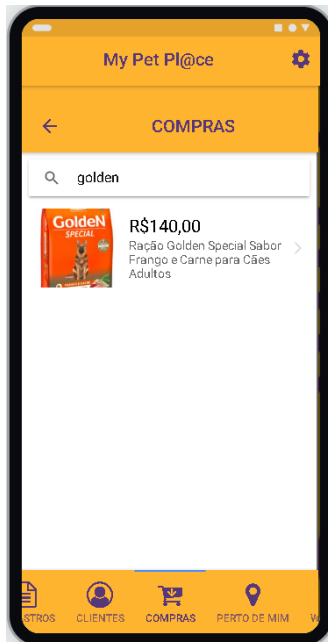 My Pet Pl@ce
COMPRAS
golden
GoldeN
SPECIAL
R$140,00
Ração Golden Special Sabor
Frango e Carne para Cães
Adultos
STROS
CLIENTES
COMPRAS
PERTO DE MIM
W